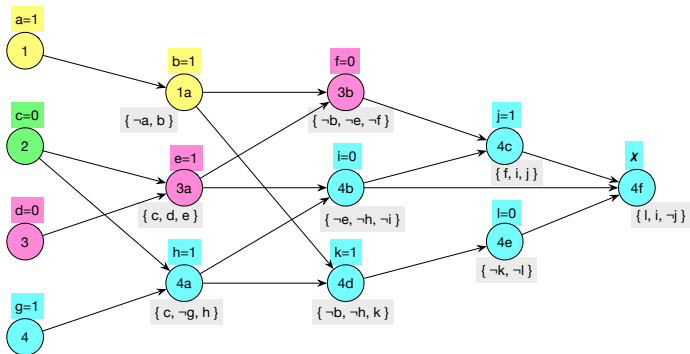 a=1
1
b=1
1a
{ ¬a, b }
f=0
3b
{ ¬b, ¬e, ¬f }
c=0
2
j=1
4c
{ f, i, j }
e=1
3a
{ c, d, e }
i=0
4b
{ ¬e, ¬h, ¬i }
✗
4f
{ l, i, ¬j }
d=0
3
l=0
4e
{ ¬k, ¬l }
h=1
4a
{ c, ¬g, h }
k=1
4d
{ ¬b, ¬h, k }
g=1
4